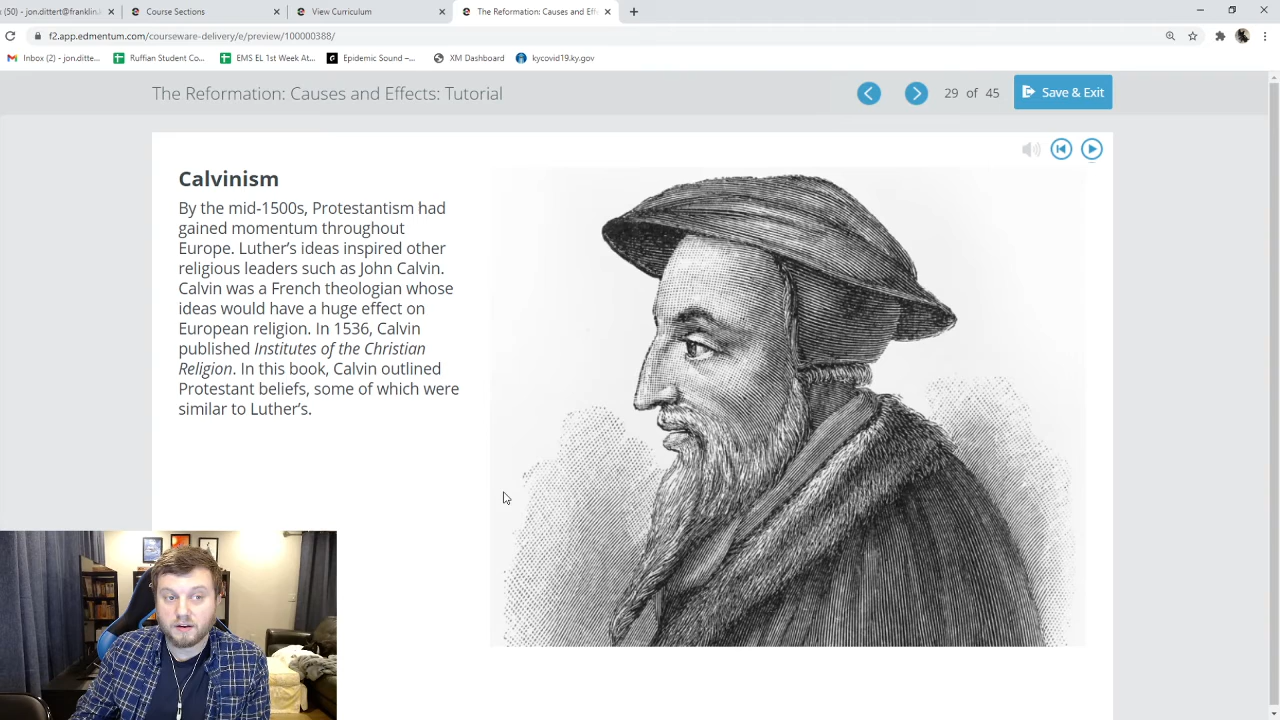 (50) - jon.dittert@franklin.k
Course Sections
View Curriculum
The Reformation: Causes and Eff
f2.app.edmentum.com/courseware-delivery/e/preview/100000388/
Inbox (2) - jon.ditte...
Ruffian Student Co...
EMS EL 1st Week At...
Epidemic Sound –...
XM Dashboard
kycovid19.ky.gov
The Reformation: Causes and Effects: Tutorial
29 of 45
Save & Exit
Calvinism
By the mid-1500s, Protestantism had
gained momentum throughout
Europe. Luther's ideas inspired other
religious leaders such as John Calvin.
Calvin was a French theologian whose
ideas would have a huge effect on
European religion. In 1536, Calvin
published Institutes of the Christian
Religion. In this book, Calvin outlined
Protestant beliefs, some of which were
similar to Luther's.